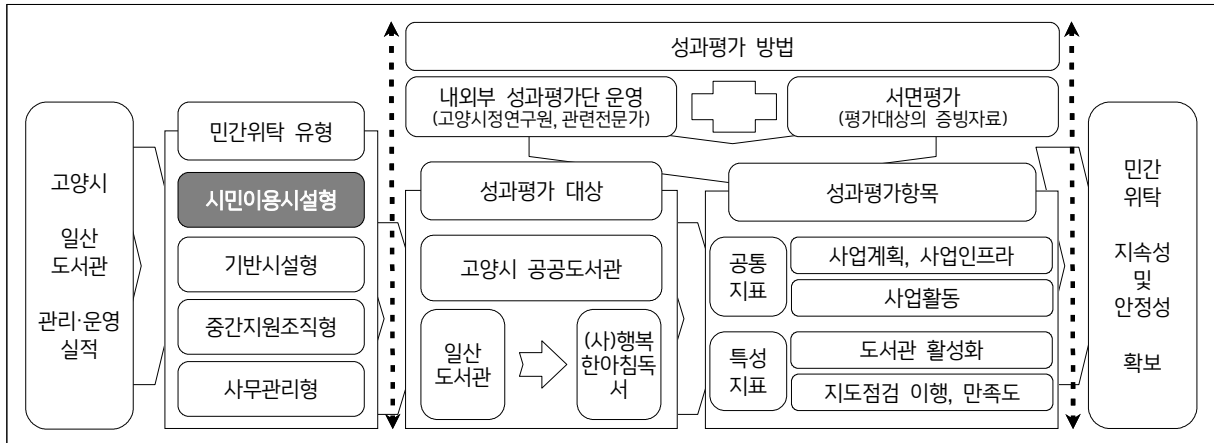 성과평가 방법
내외부 성과평가단 운영
(고양시정연구원, 관련전문가)
서면평가
(평가대상의 증빙자료)
고양시
일산
도서관
관리·운영
실적
민간위탁 유형
시민이용시설형
기반시설형
중간지원조직형
사무관리형
성과평가 대상
고양시 공공도서관
일산
도서관
(사)행복
한아침독
서
성과평가항목
공통
지표
사업계획, 사업인프라
사업활동
특성
지표
도서관 활성화
지도점검 이행, 만족도
민간
위탁
지속성
및
안정성
확보